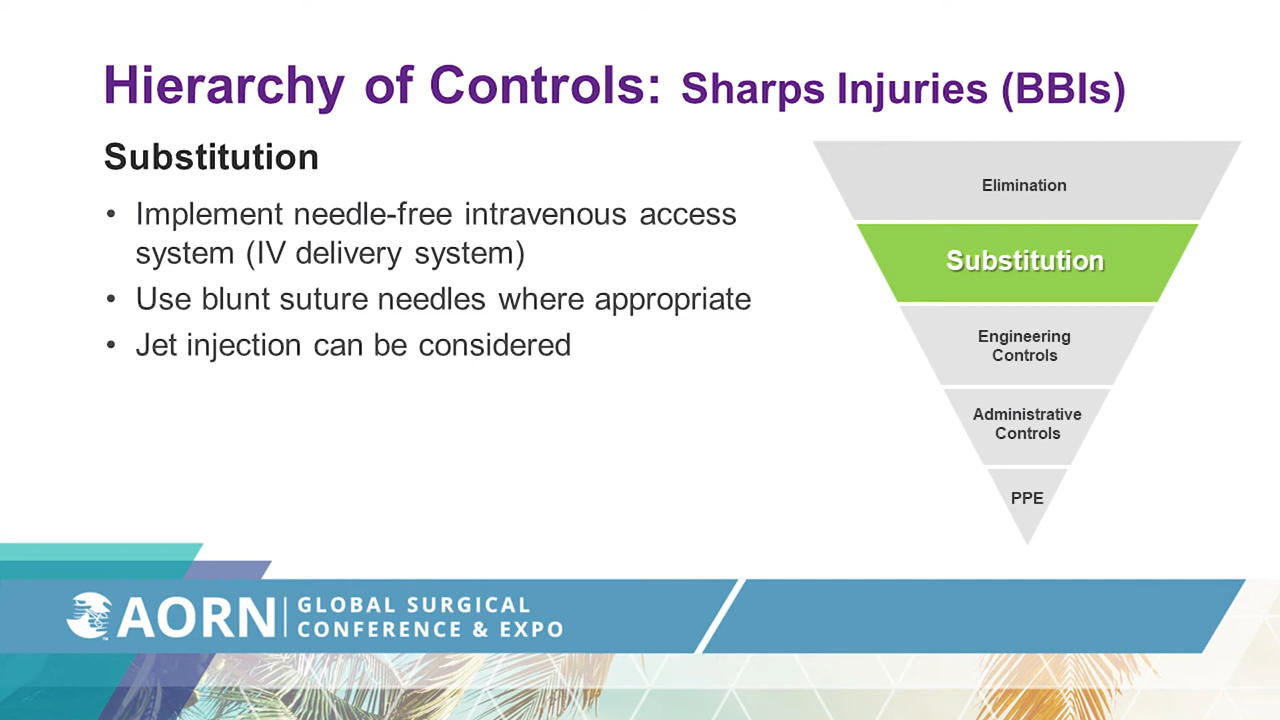 Hierarchy of Controls: Sharps Injuries (BBIs)
Substitution
• Implement needle-free intravenous access
system (IV delivery system)
• Use blunt suture needles where appropriate
• Jet injection can be considered
Elimination
Substitution
Engineering
Controls
Administrative
Controls
PPE
AORN
GLOBAL SURGICAL
CONFERENCE & EXPO